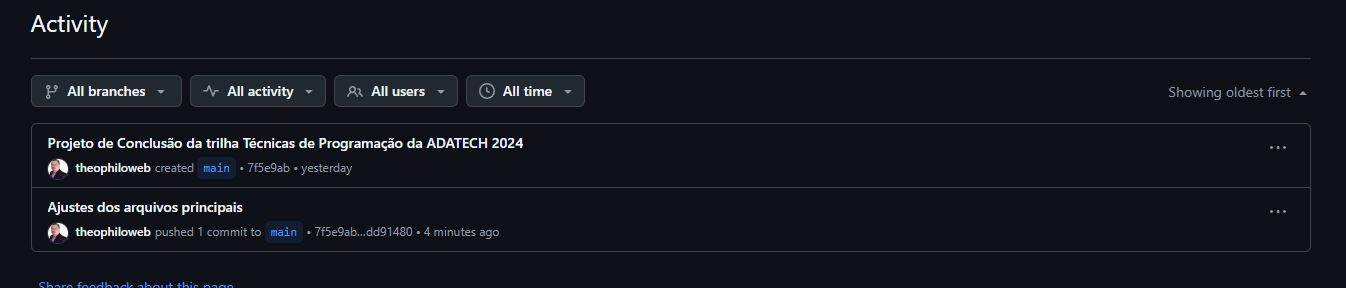 Activity
All branches All activity All users All time Showing oldest first
Projeto de Conclusão da trilha Técnicas de Programação da ADATECH 2024
theophiloweb created main • 7f5e9ab • yesterday
Ajustes dos arquivos principais
theophiloweb pushed 1 commit to main • 7f5e9ab...dd91480 • 4 minutes ago
Share feedback about this page